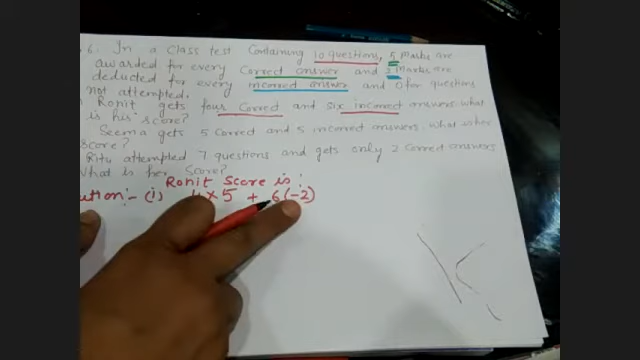 6. In a class test containing 10 questions, 5 marks are
awarded for every correct answer and marks are
deducted for every incorrect answer and 0 for questions
not attempted.
Rohit gets four correct and six incorrect answers what
is his score?
Seema gets 5 correct and 5 incorrect answers, what is her
score?
Ritu attempted 7 questions and gets only 2 correct answers
What is her score?
Rohit Score is :
ution:- (i) 4×5 + 6(-2)
K